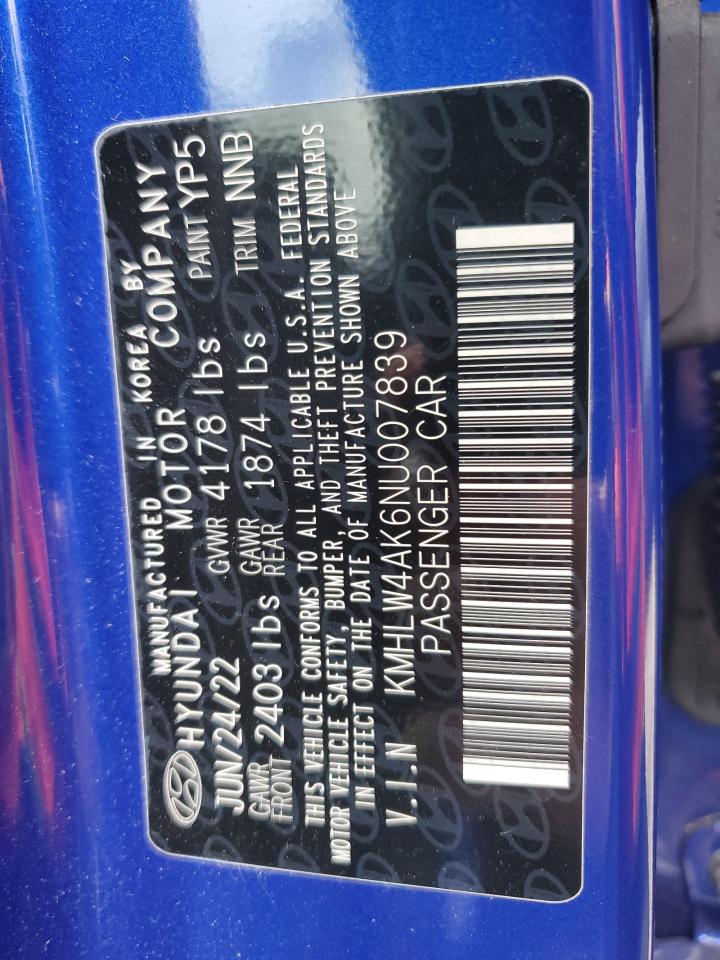 MANUFACTURED IN KOREA BY
HYUNDAI MOTOR COMPANY
JUN/24/22 GVWR 4178 lbs PAINT YP5
GAWR FRONT 2403 lbs GAWR REAR 1874 lbs TRIM NNB
THIS VEHICLE CONFORMS TO ALL APPLICABLE U.S.A. FEDERAL
MOTOR VEHICLE SAFETY, BUMPER, AND THEFT PREVENTION STANDARDS
IN EFFECT ON THE DATE OF MANUFACTURE SHOWN ABOVE
V.I.N KMHLW4AK6NU007839
PASSENGER CAR